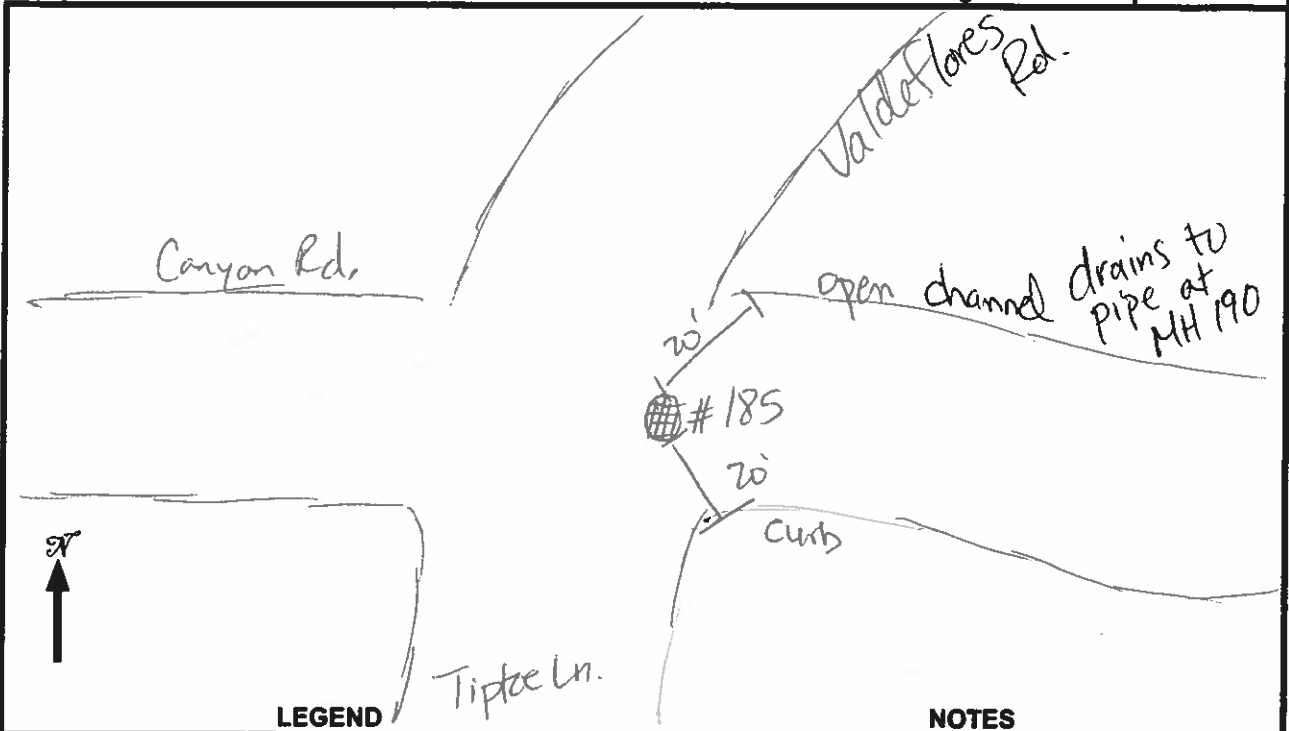 Valdeflores
Rd.
Canyon Rd.
open channel drains to
pipe at
MH 190
20'
#185
20'
curb
N
Tiptoe Ln.
LEGEND
NOTES